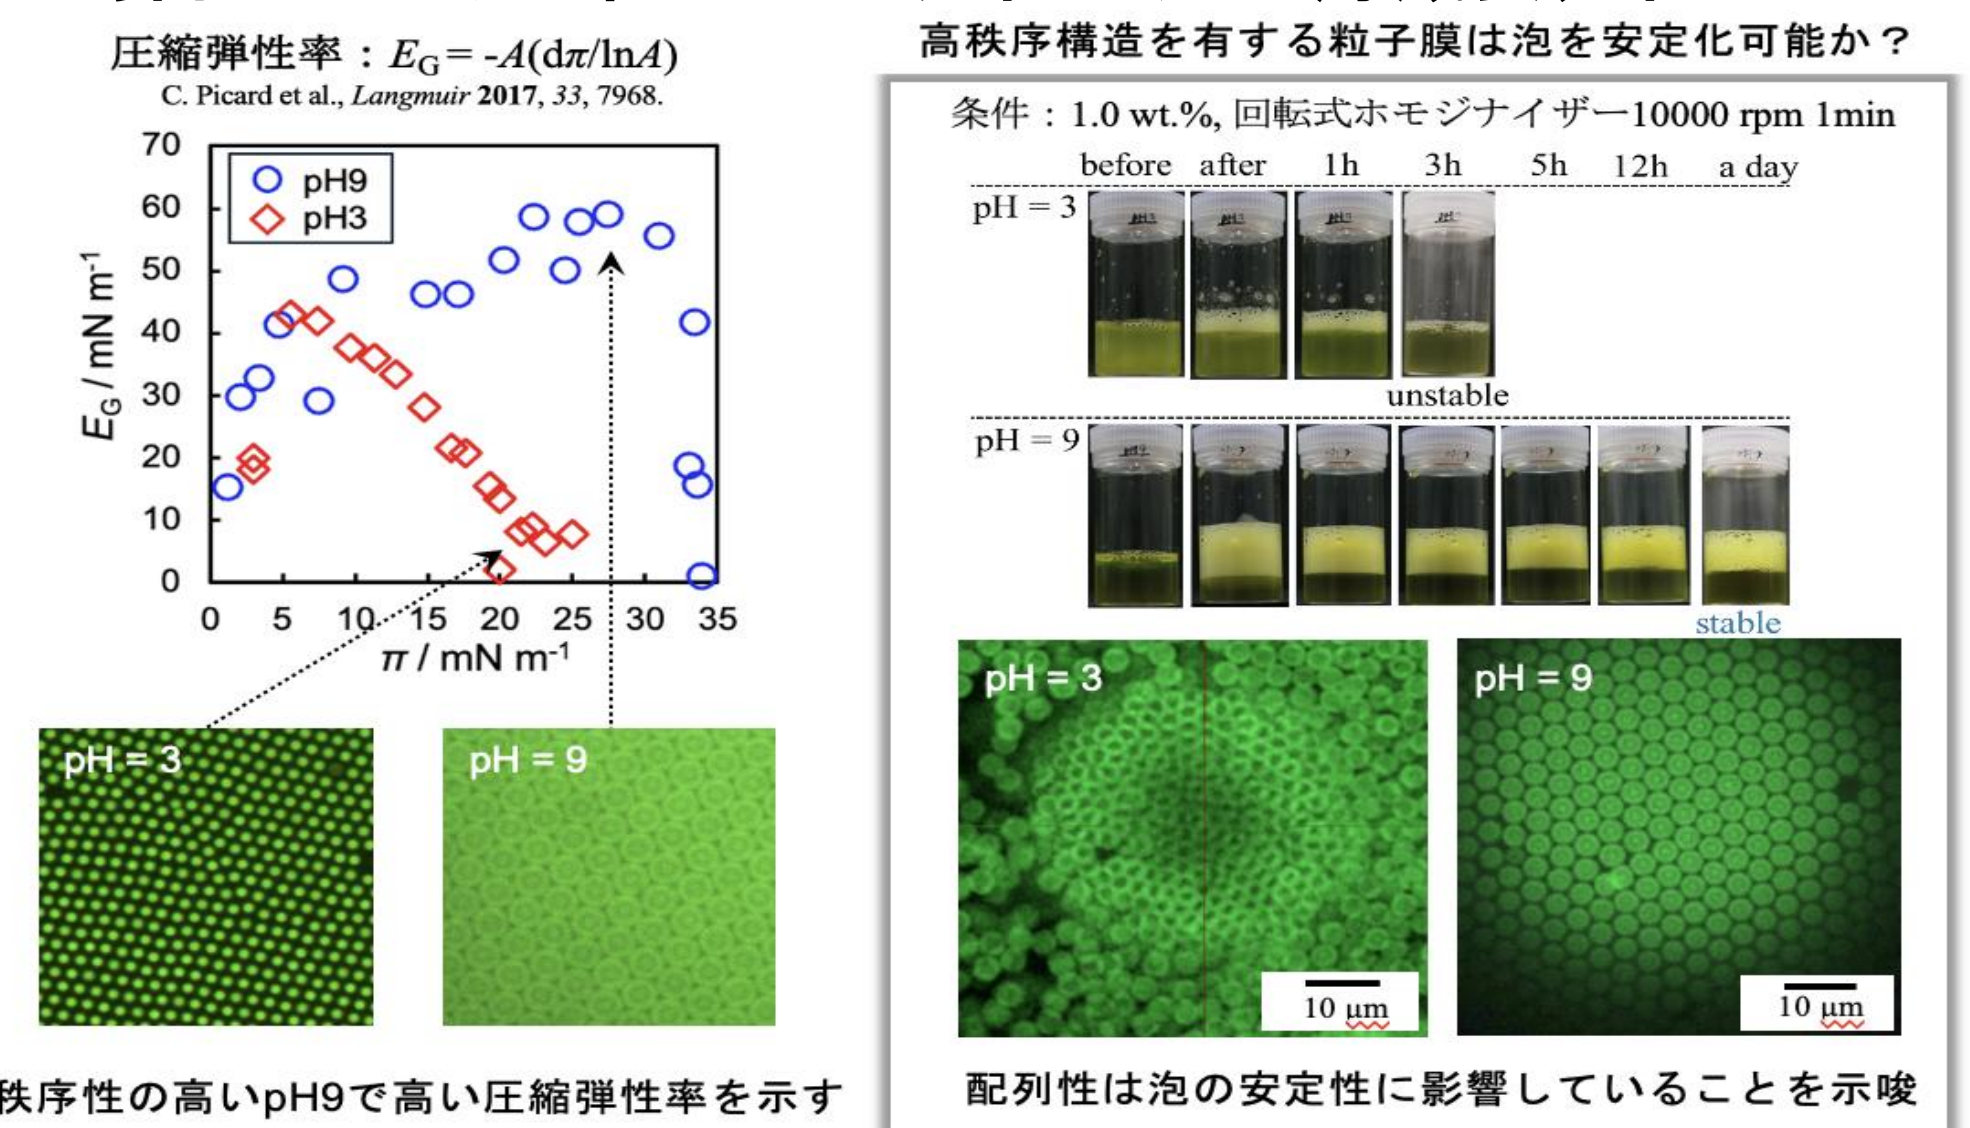 圧縮弾性率：EG = -A(dπ/lnA)
C. Picard et al., Langmuir 2017, 33, 7968.
70
60
50
40
30
20
10
0
EG / mN m-1
pH9
pH3
0 5 10 15 20 25 30 35
π / mN m-1
pH = 3
pH = 9
秩序性の高いpH9で高い圧縮弾性率を示す
高秩序構造を有する粒子膜は泡を安定化可能か？
条件：1.0 wt.%, 回転式ホモジナイザー10000 rpm 1min
before after 1h 3h 5h 12h a day
pH = 3
unstable
pH = 9
stable
pH = 3
10 μm
pH = 9
10 μm
配列性は泡の安定性に影響していることを示唆